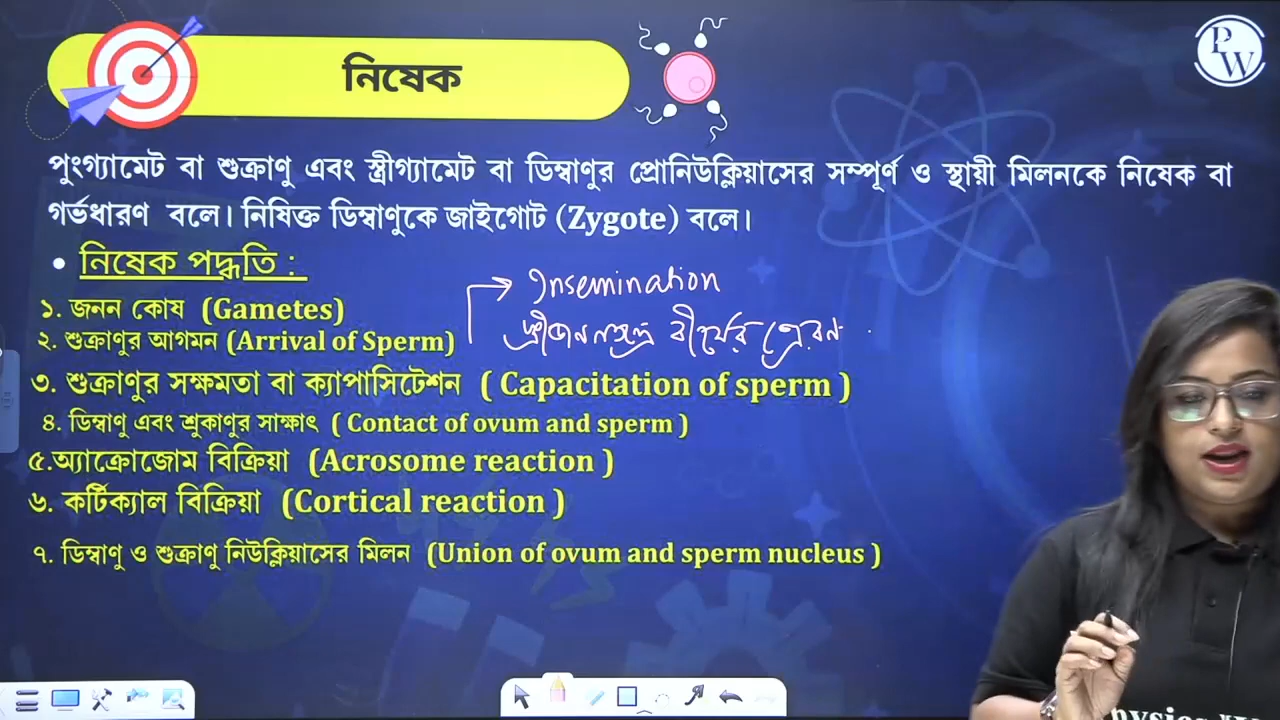 নিষেক
PW
পুংগ্যামেট বা শুক্রাণু এবং স্ত্রীগ্যামেট বা ডিম্বাণুর প্রোনিউক্লিয়াসের সম্পূর্ণ ও স্থায়ী মিলনকে নিষেক বা
গর্ভধারণ বলে। নিষিক্ত ডিম্বাণুকে জাইগোট (Zygote) বলে।
• নিষেক পদ্ধতি :
Insemination
১. জনন কোষ (Gametes)
বীর্যের প্রেরণ
২. শুক্রাণুর আগমন (Arrival of Sperm)
৩. শুক্রাণুর সক্ষমতা বা ক্যাপাসিটেশন ( Capacitation of sperm )
৪. ডিম্বাণু এবং শ্রুকাণুর সাক্ষাৎ ( Contact of ovum and sperm )
৫.অ্যাক্রোজোম বিক্রিয়া (Acrosome reaction )
৬. কর্টিক্যাল বিক্রিয়া (Cortical reaction )
৭. ডিম্বাণু ও শুক্রাণু নিউক্লিয়াসের মিলন (Union of ovum and sperm nucleus )